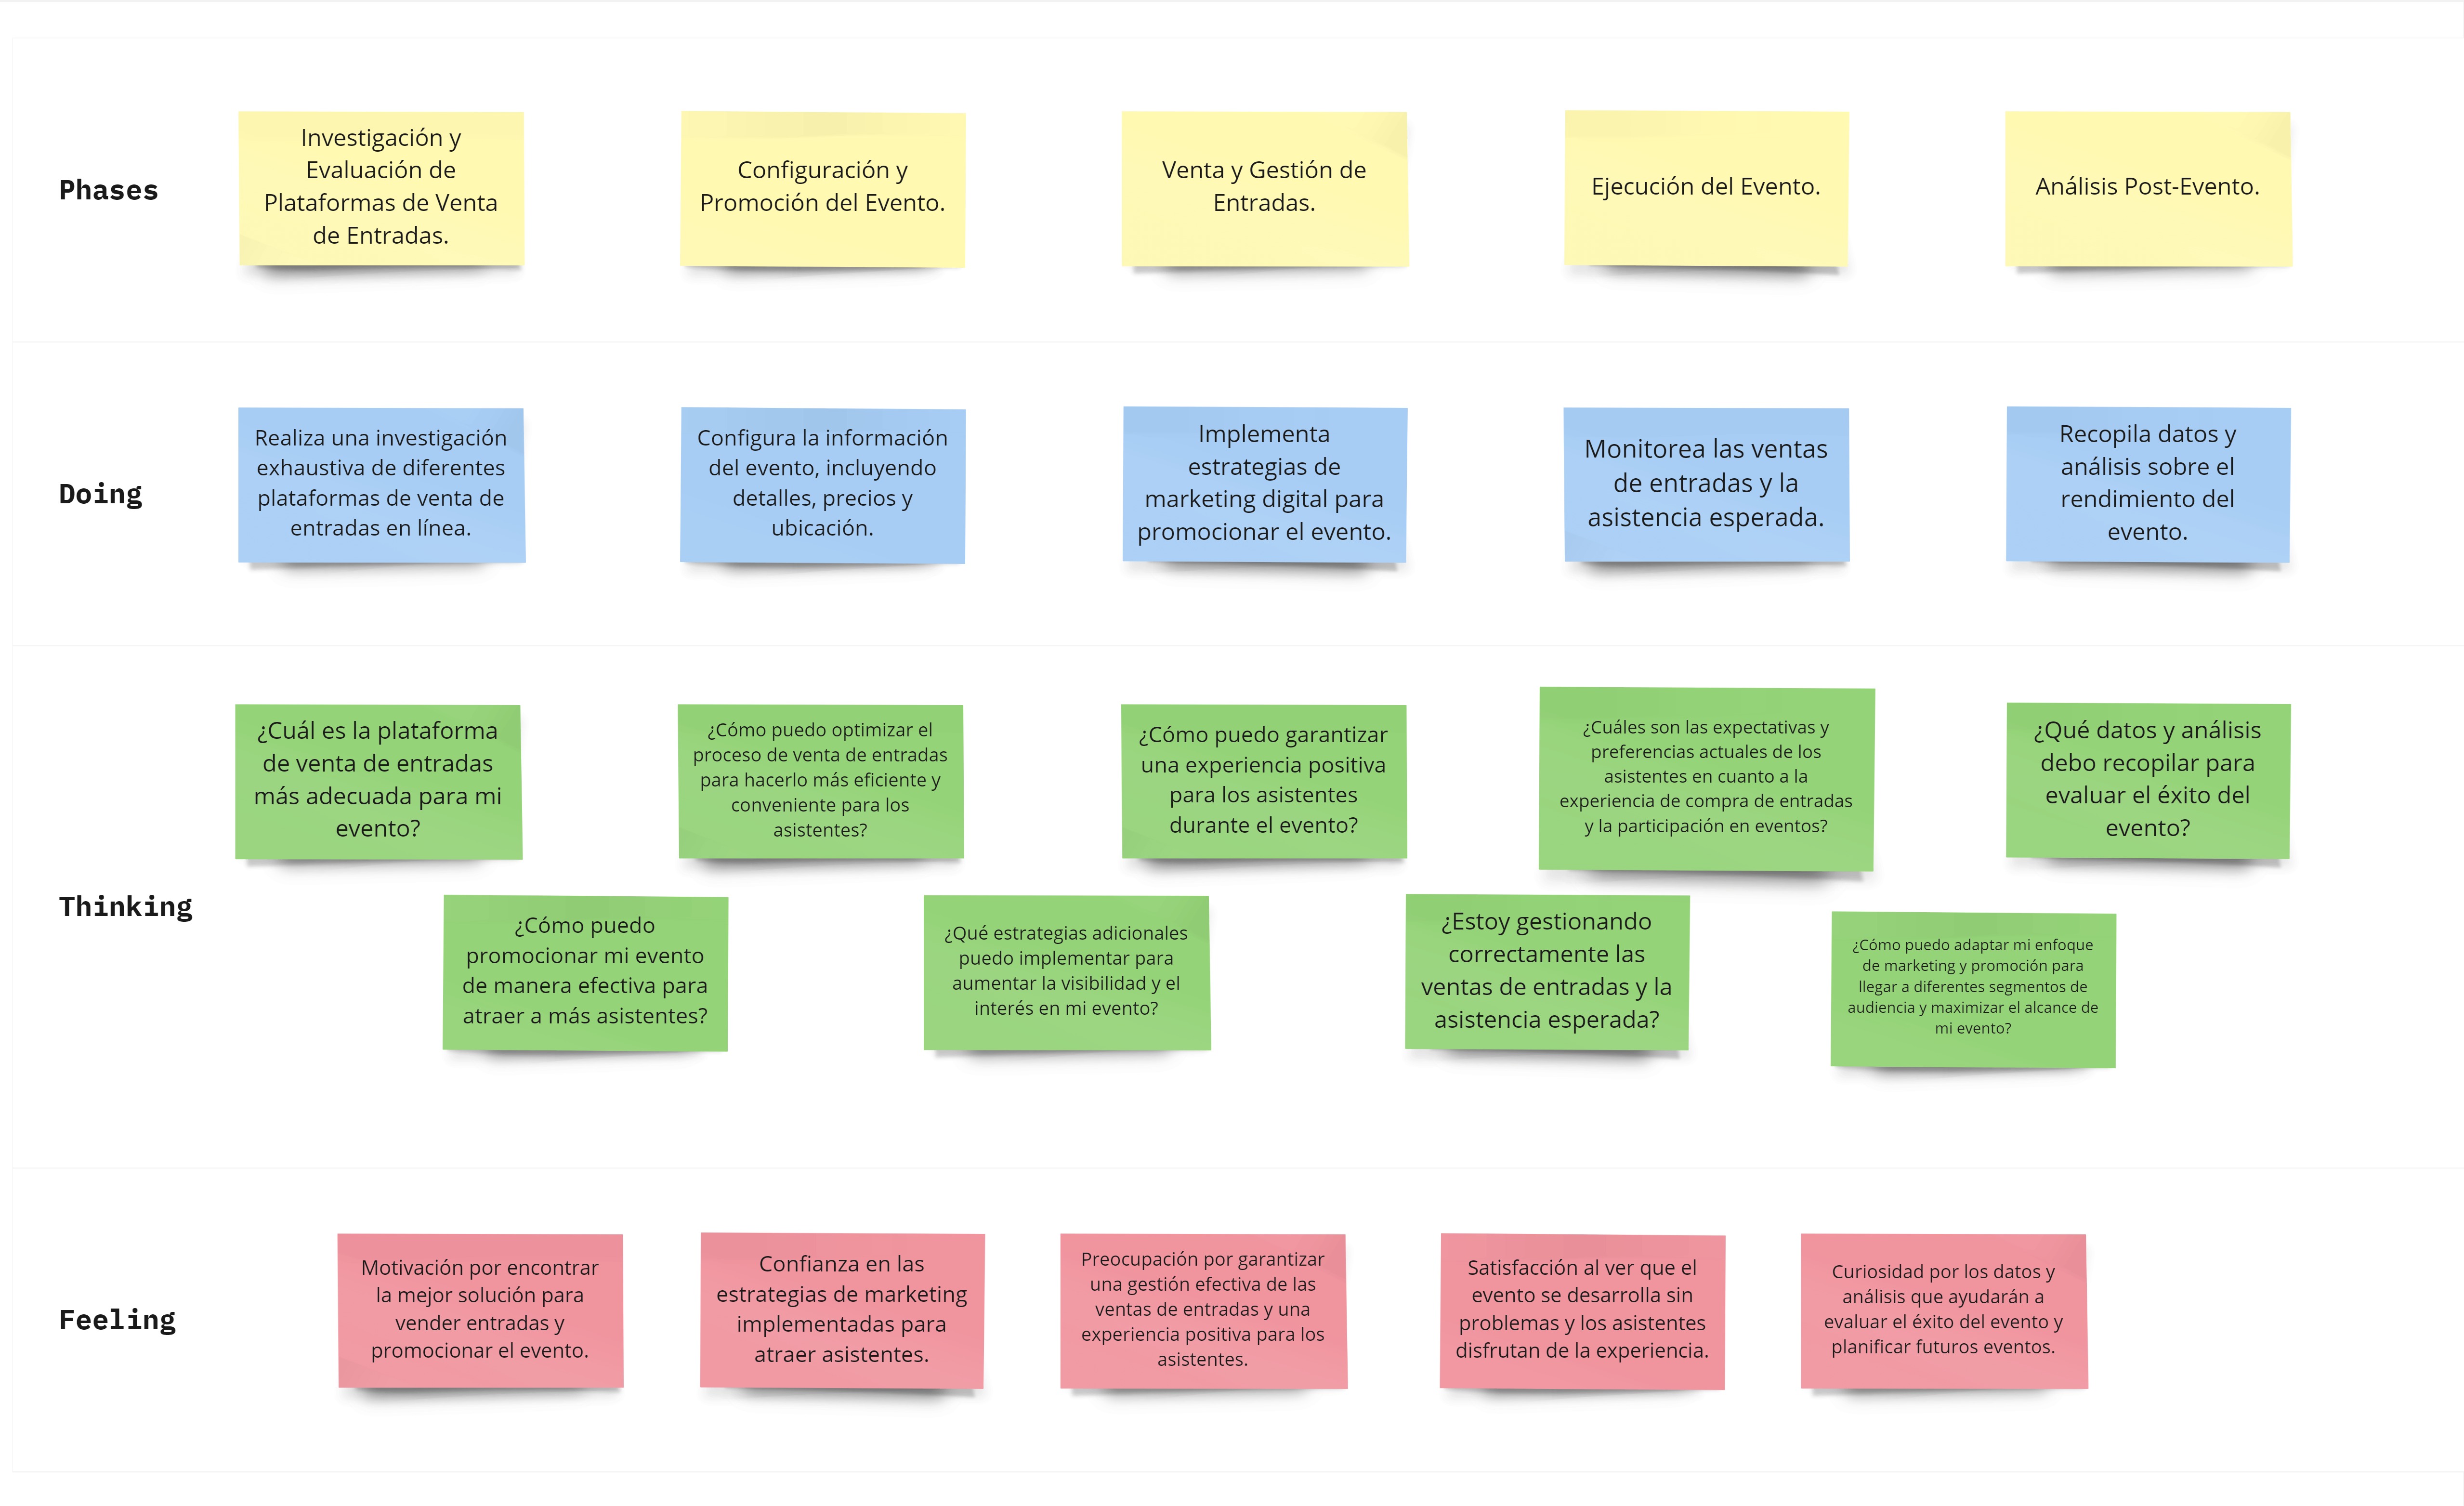 Phases
Investigación y
Evaluación de
Plataformas de Venta
de Entradas.
Configuración y
Promoción del Evento.
Venta y Gestión de
Entradas.
Ejecución del Evento.
Análisis Post-Evento.
Doing
Realiza una investigación
exhaustiva de diferentes
plataformas de venta de
entradas en línea.
Configura la información
del evento, incluyendo
detalles, precios y
ubicación.
Implementa
estrategias de
marketing digital para
promocionar el evento.
Monitorea las ventas
de entradas y la
asistencia esperada.
Recopila datos y
análisis sobre el
rendimiento del
evento.
Thinking
¿Cuál es la plataforma
de venta de entradas
más adecuada para mi
evento?
¿Cómo puedo optimizar el
proceso de venta de entradas
para hacerlo más eficiente y
conveniente para los
asistentes?
¿Cómo puedo garantizar
una experiencia positiva
para los asistentes
durante el evento?
¿Cuáles son las expectativas y
preferencias actuales de los
asistentes en cuanto a la
experiencia de compra de entradas
y la participación en eventos?
¿Qué datos y análisis
debo recopilar para
evaluar el éxito del
evento?
¿Cómo puedo
promocionar mi evento
de manera efectiva para
atraer a más asistentes?
¿Qué estrategias adicionales
puedo implementar para
aumentar la visibilidad y el
interés en mi evento?
¿Estoy gestionando
correctamente las
ventas de entradas y la
asistencia esperada?
¿Cómo puedo adaptar mi enfoque
de marketing y promoción para
llegar a diferentes segmentos de
audiencia y maximizar el alcance de
mi evento?
Feeling
Motivación por encontrar
la mejor solución para
vender entradas y
promocionar el evento.
Confianza en las
estrategias de marketing
implementadas para
atraer asistentes.
Preocupación por garantizar
una gestión efectiva de las
ventas de entradas y una
experiencia positiva para los
asistentes.
Satisfacción al ver que el
evento se desarrolla sin
problemas y los asistentes
disfrutan de la experiencia.
Curiosidad por los datos y
análisis que ayudarán a
evaluar el éxito del evento y
planificar futuros eventos.